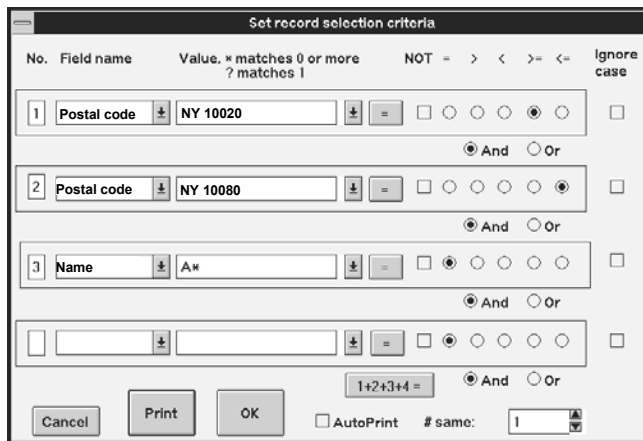 Set record selection criteria
No. Field name Value, * matches 0 or more NOT = > < >= <= Ignore
? matches 1 case
1 Postal code NY 10020 =
And Or
2 Postal code NY 10080 =
And Or
3 Name A* =
And Or
=
1+2+3+4 = And Or
Cancel Print OK AutoPrint # same: 1